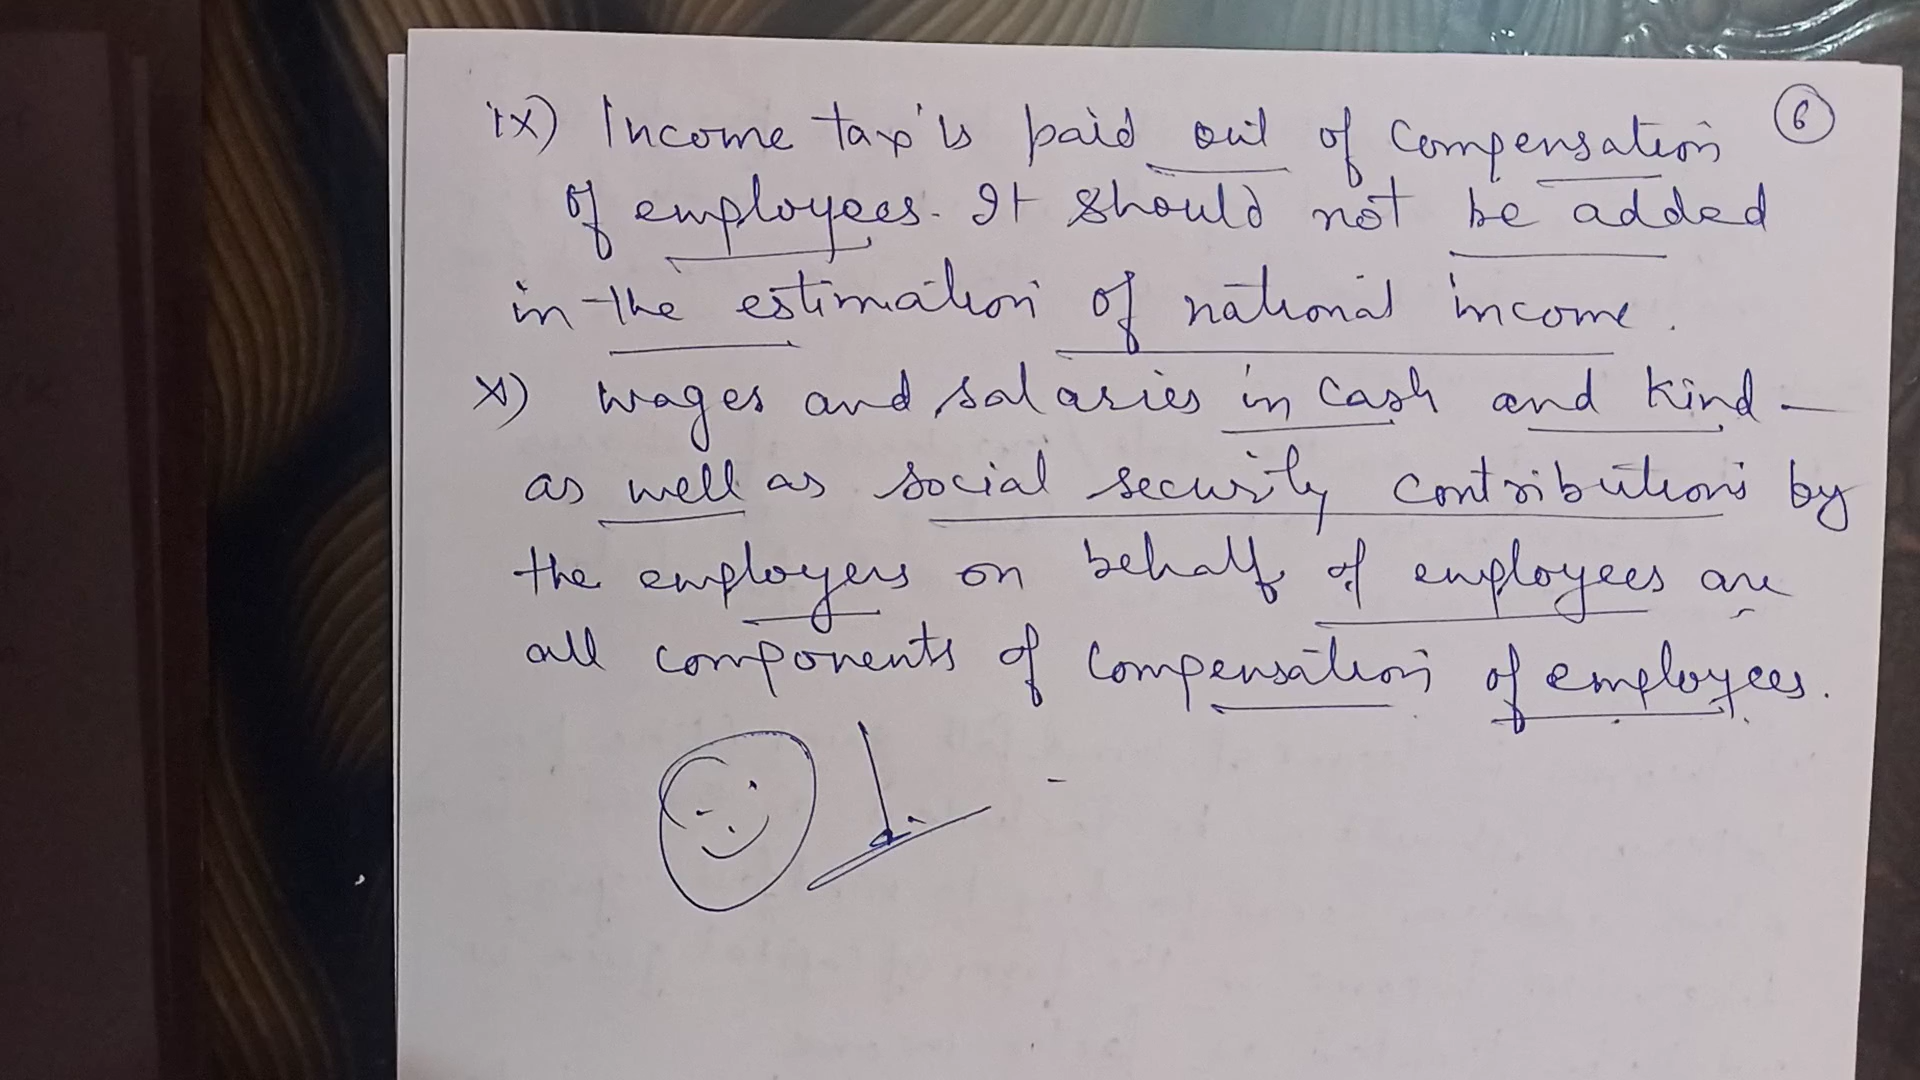 6
ix) Income tax is paid out of Compensation
of employees. It should not be added
in the estimation of national income.
x) wages and salaries in cash and kind -
as well as social security contributions by
the employers on behalf of employees are
all components of Compensation of employees.